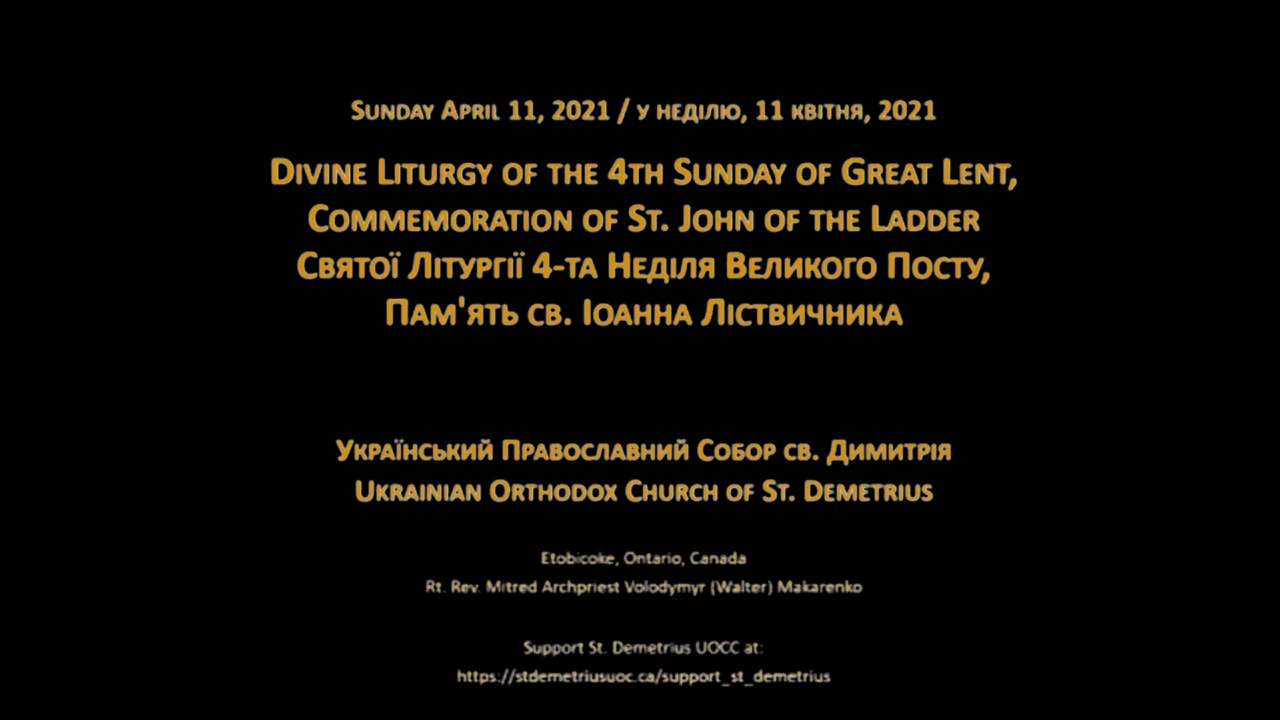 Sunday April 11, 2021 / у неділю, 11 квітня, 2021
Divine Liturgy of the 4th Sunday of Great Lent,
Commemoration of St. John of the Ladder
Святої Літургії 4-та Неділя Великого Посту,
Пам'ять св. Іоанна Ліствичника
Український Православний Собор св. Димитрія
Ukrainian Orthodox Church of St. Demetrius
Etobicoke, Ontario, Canada
Rt. Rev. Mitred Archpriest Volodymyr (Walter) Makarenko
Support St. Demetrius UOCC at:
https://stdemetriusuoc.ca/support_st_demetrius